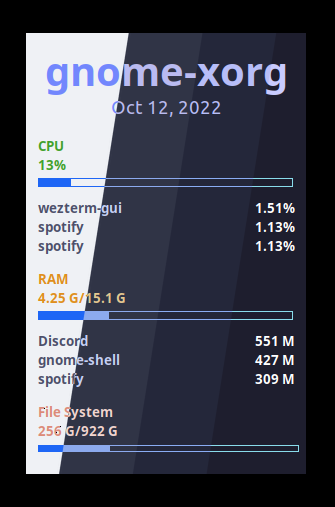 gnome-xorg
Oct 12, 2022
CPU
13%
wezterm-gui 1.51%
spotify 1.13%
spotify 1.13%
RAM
4.25 G/15.1 G
Discord 551 M
gnome-shell 427 M
spotify 309 M
File System
256 G/922 G